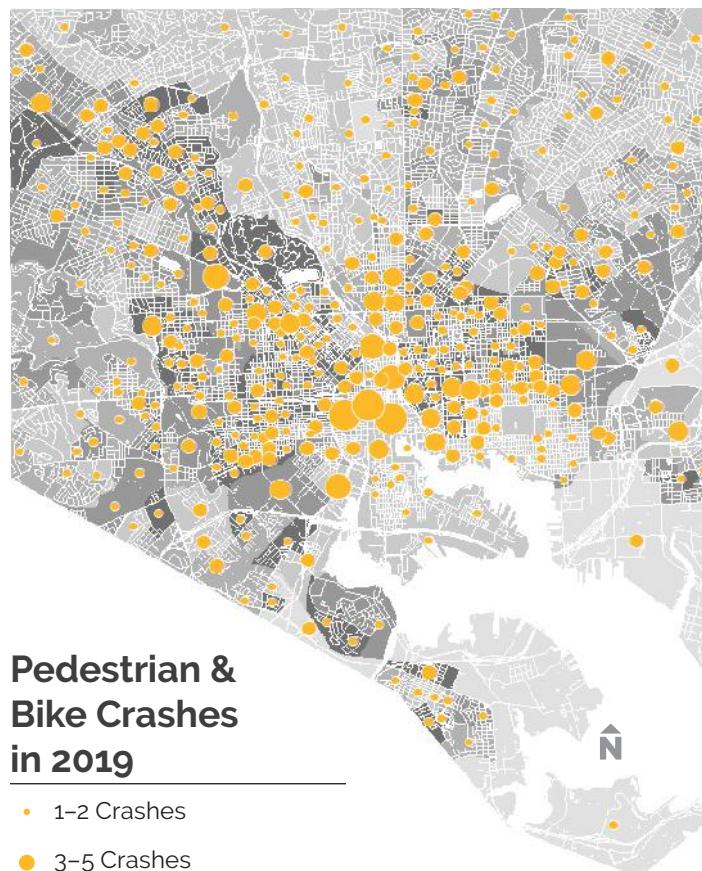 N
Pedestrian &
Bike Crashes
in 2019
1–2 Crashes
3–5 Crashes